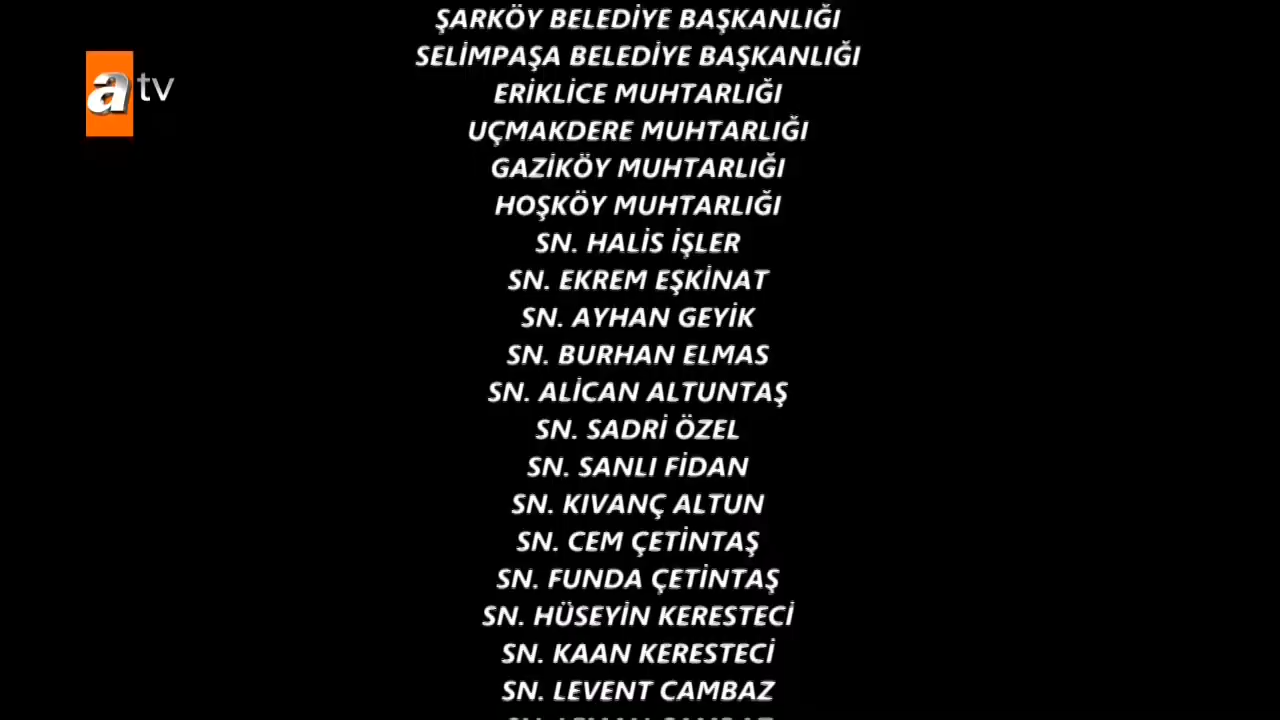 ŞARKÖY BELEDİYE BAŞKANLIĞI
atv
SELİMPAŞA BELEDİYE BAŞKANLIĞI
ERİKLİCE MUHTARLIĞI
UÇMAKDERE MUHTARLIĞI
GAZİKÖY MUHTARLIĞI
HOŞKÖY MUHTARLIĞI
SN. HALİS İŞLER
SN. EKREM EŞKİNAT
SN. AYHAN GEYİK
SN. BURHAN ELMAS
SN. ALİCAN ALTUNTAŞ
SN. SADRİ ÖZEL
SN. SANLI FİDAN
SN. KIVANÇ ALTUN
SN. CEM ÇETİNTAŞ
SN. FUNDA ÇETİNTAŞ
SN. HÜSEYİN KERESTECİ
SN. KAAN KERESTECİ
SN. LEVENT CAMBAZ